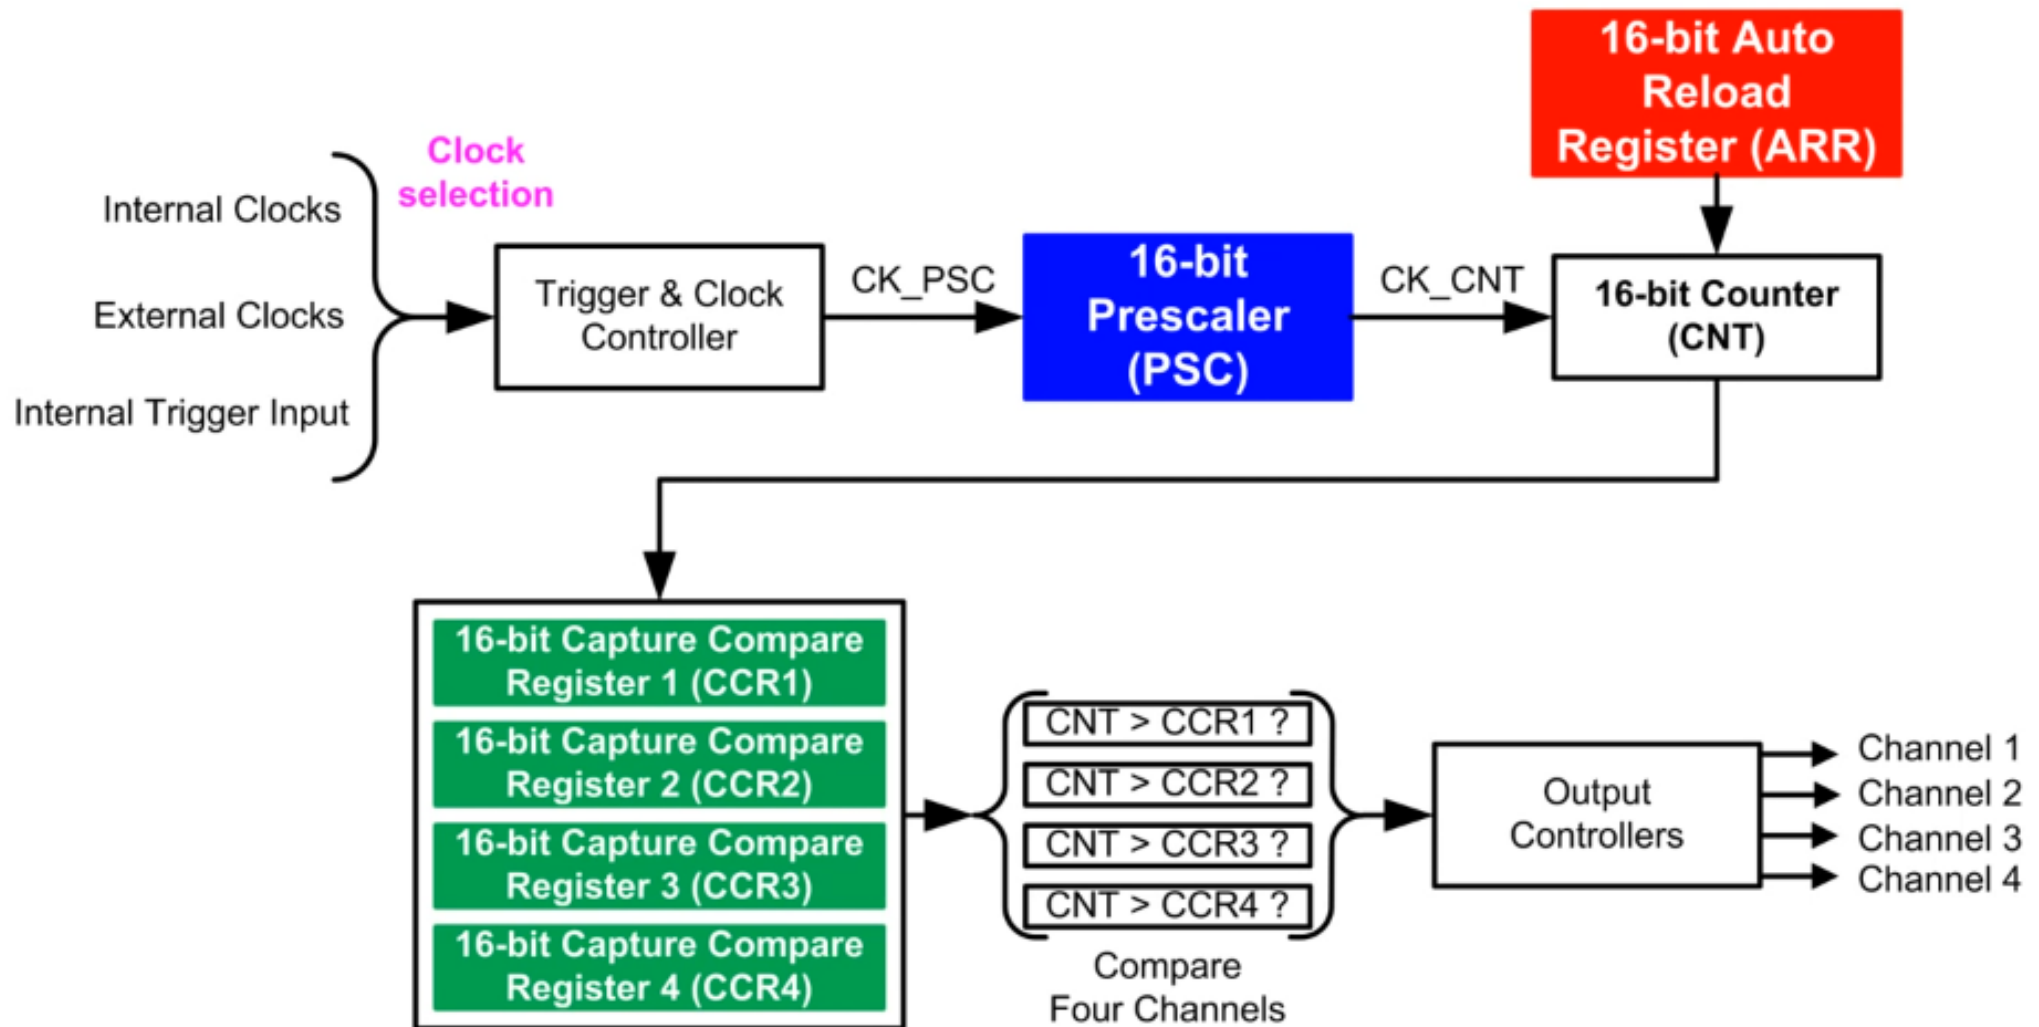 16-bit Auto
Reload
Register (ARR)
Clock
selection
Internal Clocks
External Clocks
Internal Trigger Input
Trigger & Clock
Controller
CK_PSC
16-bit
Prescaler
(PSC)
CK_CNT
16-bit Counter
(CNT)
16-bit Capture Compare
Register 1 (CCR1)
16-bit Capture Compare
Register 2 (CCR2)
16-bit Capture Compare
Register 3 (CCR3)
16-bit Capture Compare
Register 4 (CCR4)
CNT > CCR1 ?
CNT > CCR2 ?
CNT > CCR3 ?
CNT > CCR4 ?
Compare
Four Channels
Output
Controllers
Channel 1
Channel 2
Channel 3
Channel 4